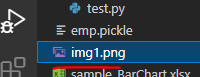 test.py
emp.pickle
img1.png
sample_BarChart.xlsx